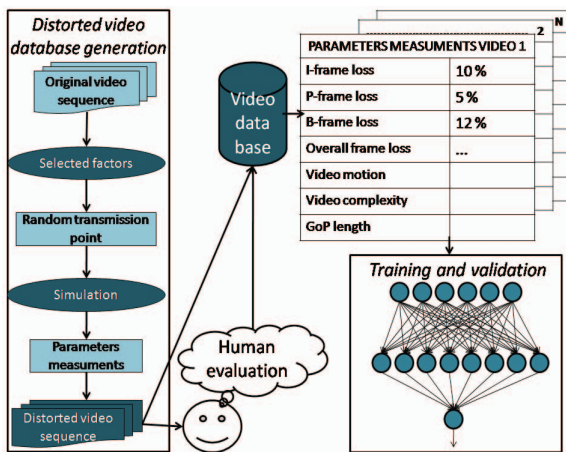 Distorted video
database generation
Original video
sequence
Selected factors
Random transmission
point
Simulation
Parameters
measuments
Distorted video
sequence
Video
data
base
Human
evaluation
N
2
PARAMETERS MEASUMENTS VIDEO 1
I-frame loss 10 %
P-frame loss 5 %
B-frame loss 12 %
Overall frame loss ...
Video motion
Video complexity
GoP length
Training and validation